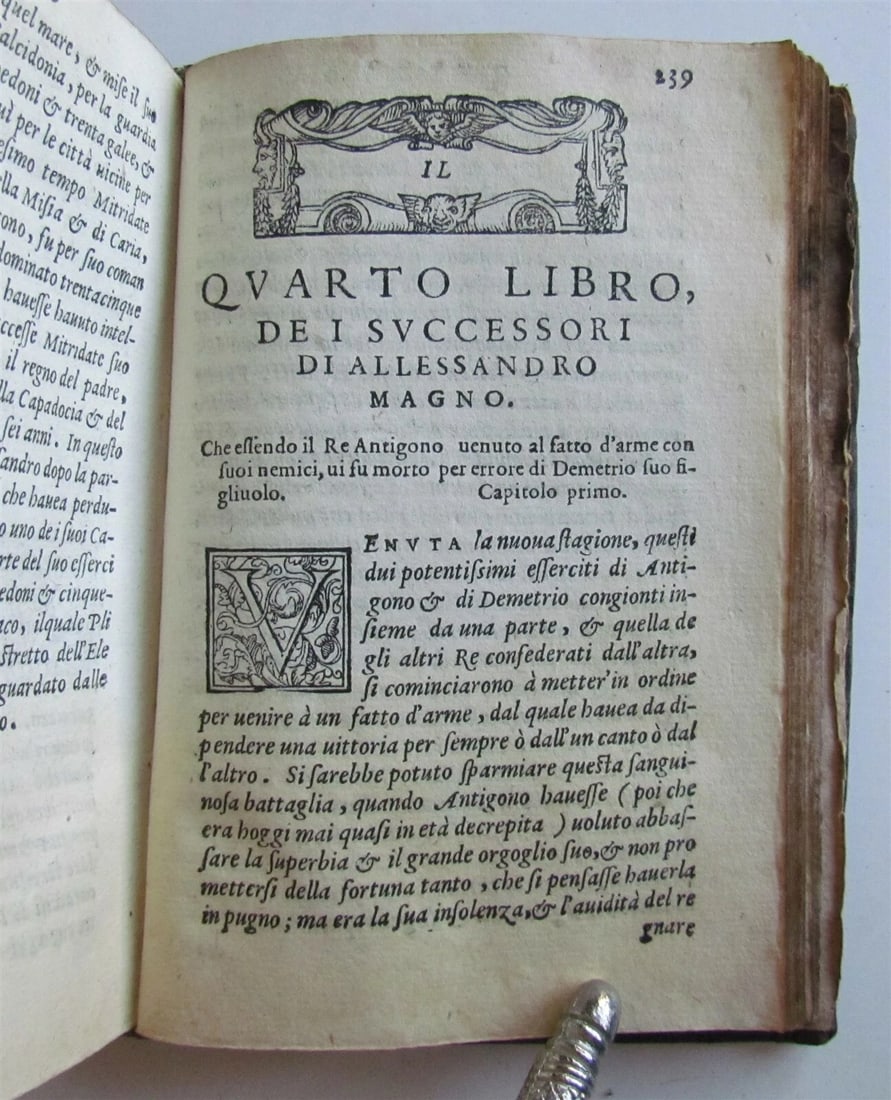 quel mare, & miſe il ſuo
alcidonia, per la guardia
edoni & trenta galee, &
per le città uicine per
eſimo tempo Mitridate
ella Miſia & di Caria,
ono, fu per ſuo coman
dominato trentacinque
haueſſe hauuto intel-
cceſſe Mitridate ſuo
il regno del padre,
lla Capadocia & del
ſei anni. In queſto
ſandro dopo la par-
che hauea perdu-
o uno de i ſuoi Ca-
rte del ſuo eſſerci
edoni & cinque-
aco, ilquale Pli
ſtretto dell'Ele
guardato dalle
o.
239
IL
QVARTO LIBRO,
DE I SVCCESSORI
DI ALLESSANDRO
MAGNO.
Che eſſendo il Re Antigono uenuto al fatto d'arme con
ſuoi nemici, ui fu morto per errore di Demetrio ſuo fi-
gliuolo. Capitolo primo.
VENVTA la nuoua ſtagione, queſti
dui potentiſſimi eſſerciti di Anti-
gono & di Demetrio congionti in-
ſieme da una parte, & quella de
gli altri Re confederati dall'altra,
ſi cominciarono à metter'in ordine
per uenire à un fatto d'arme, dal quale hauea da di-
pendere una uittoria per ſempre ò dall'un canto ò dal
l'altro. Si ſarebbe potuto ſparmiare queſta ſangui-
noſa battaglia, quando Antigono haueſſe (poi che
era hoggi mai quaſi in età decrepita) uoluto abbaſ-
ſare la ſuperbia & il grande orgoglio ſuo, & non pro
metterſi della fortuna tanto, che ſi penſaſſe hauerla
in pugno; ma era la ſua inſolenza, & l'auidità del re
gnare